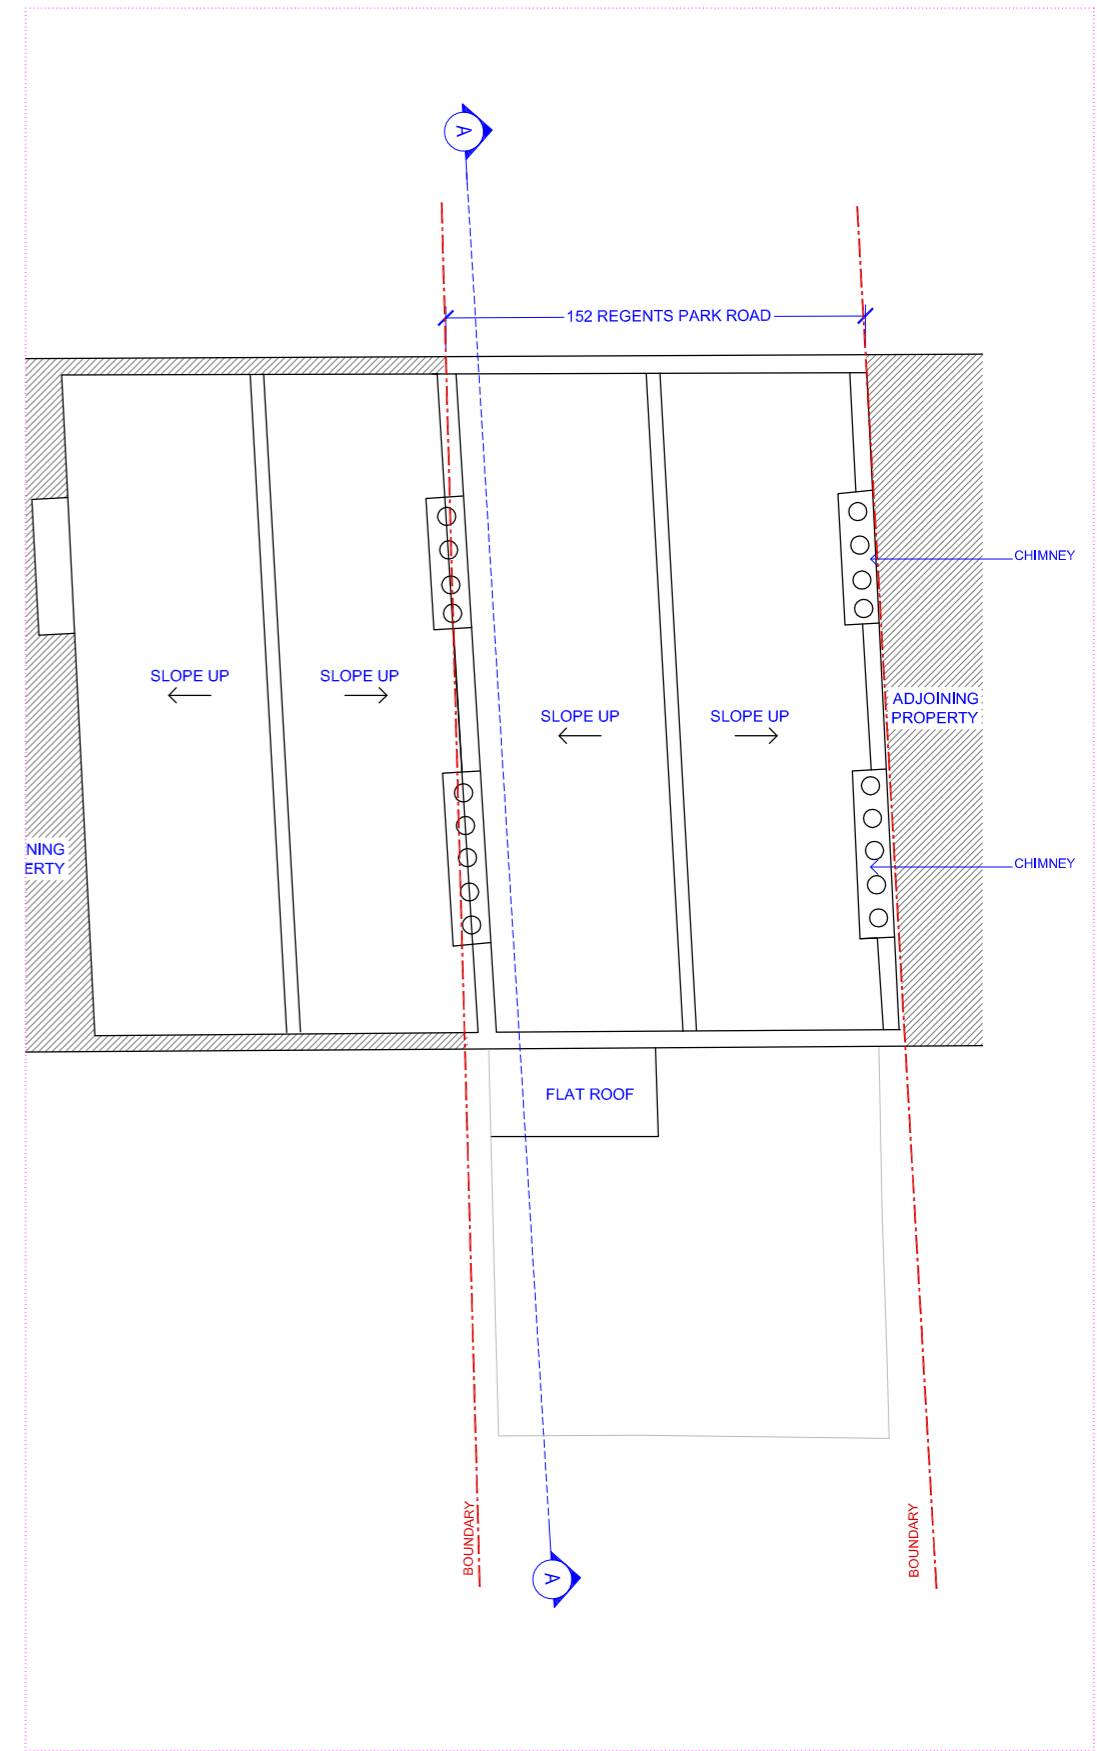 A
152 REGENTS PARK ROAD
CHIMNEY
SLOPE UP
SLOPE UP
SLOPE UP
SLOPE UP
ADJOINING
PROPERTY
NING
ERTY
CHIMNEY
FLAT ROOF
BOUNDARY
BOUNDARY
A